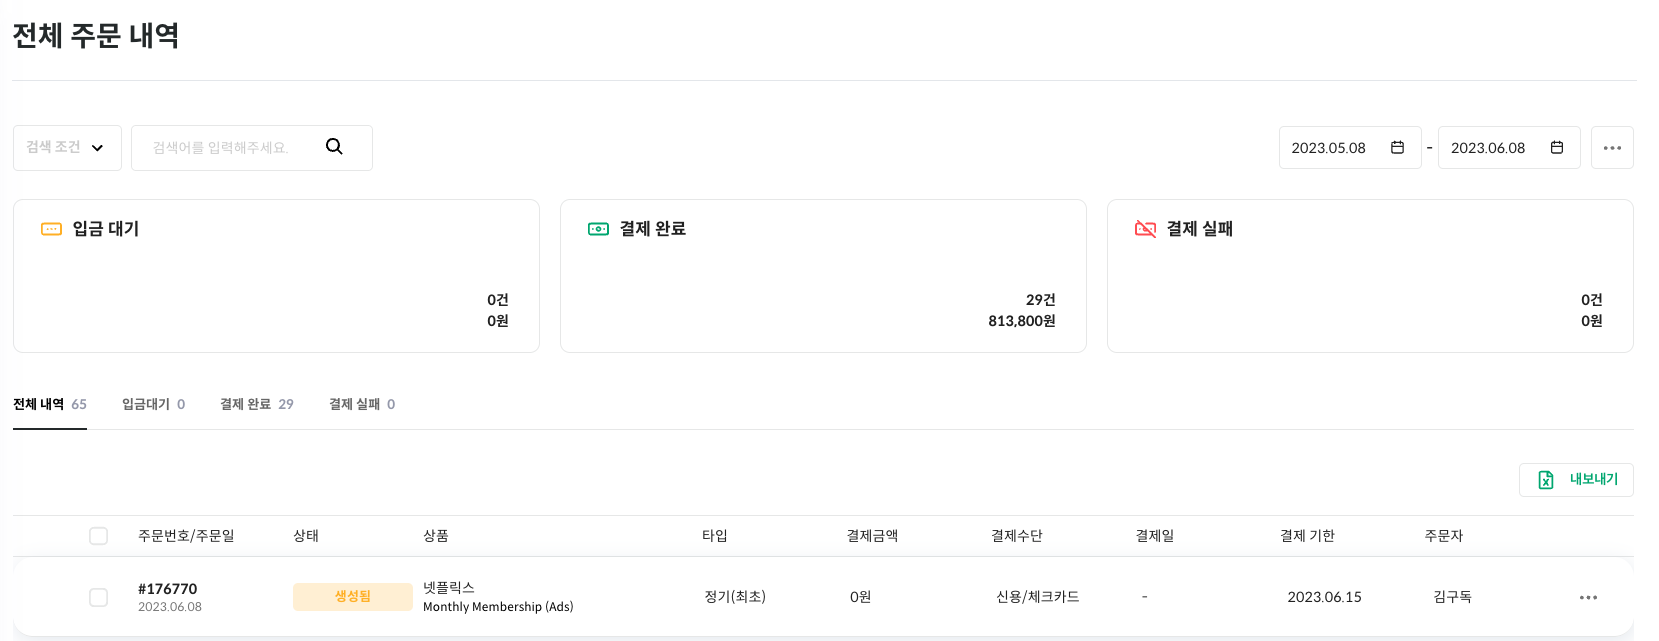 전체 주문 내역
검색 조건 검색어를 입력해주세요. 2023.05.08 - 2023.06.08
입금 대기
0건
0원
결제 완료
29건
813,800원
결제 실패
0건
0원
전체 내역 65 입금대기 0 결제 완료 29 결제 실패 0
내보내기
주문번호/주문일 상태 상품 타입 결제금액 결제수단 결제일 결제 기한 주문자
#176770
2023.06.08
생성됨
넷플릭스
Monthly Membership (Ads)
정기(최초) 0원 신용/체크카드 - 2023.06.15 김구독